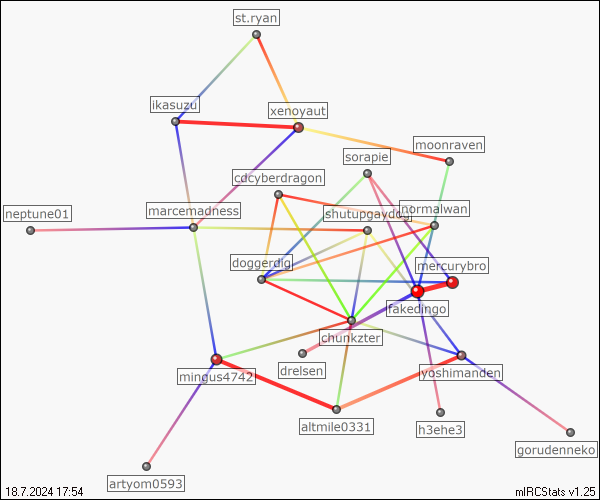 st.ryan
ikasuzu
xenoyaut
moonraven
sorapie
cdcyberdragon
neptune01
marcemadness
shutupgaydog
normalwan
doggerdig
mercurybro
fakedingo
chunkzter
drelsen
mingus4742
yoshimanden
altmile0331
h3ehe3
gorudenneko
artyom0593
18.7.2024 17:54
mIRCStats v1.25